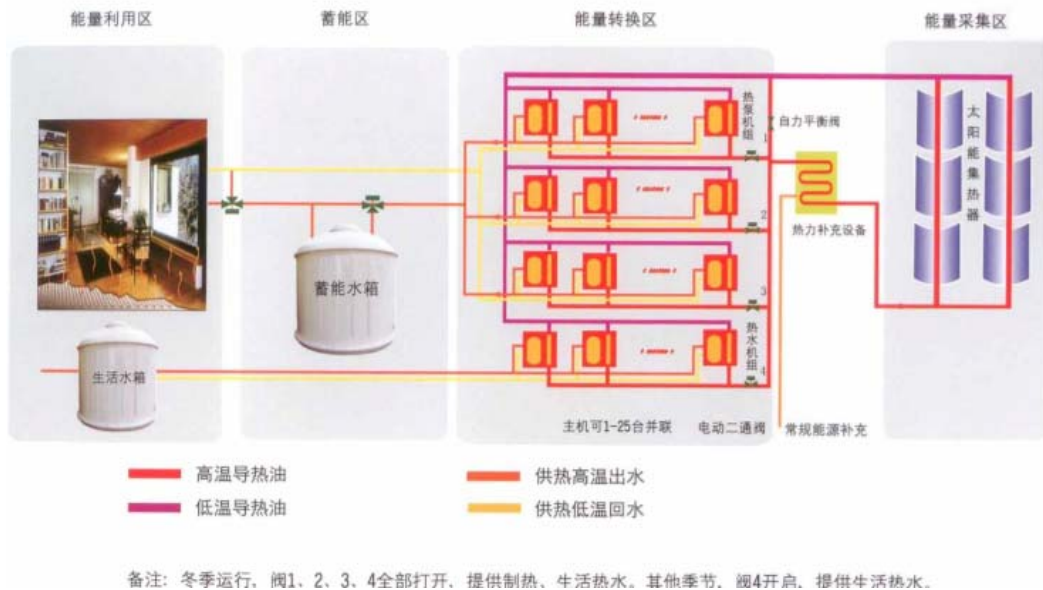 能量利用区
蓄能区
能量转换区
能量采集区
热泵机组
1
自力平衡阀
太阳能集热器
2
热力补充设备
蓄能水箱
3
热水机组
生活水箱
4
主机可1-25台并联
电动二通阀
常规能源补充
高温导热油
供热高温出水
低温导热油
供热低温回水
备注：冬季运行，阀1、2、3、4全部打开，提供制热、生活热水。其他季节，阀4开启，提供生活热水。